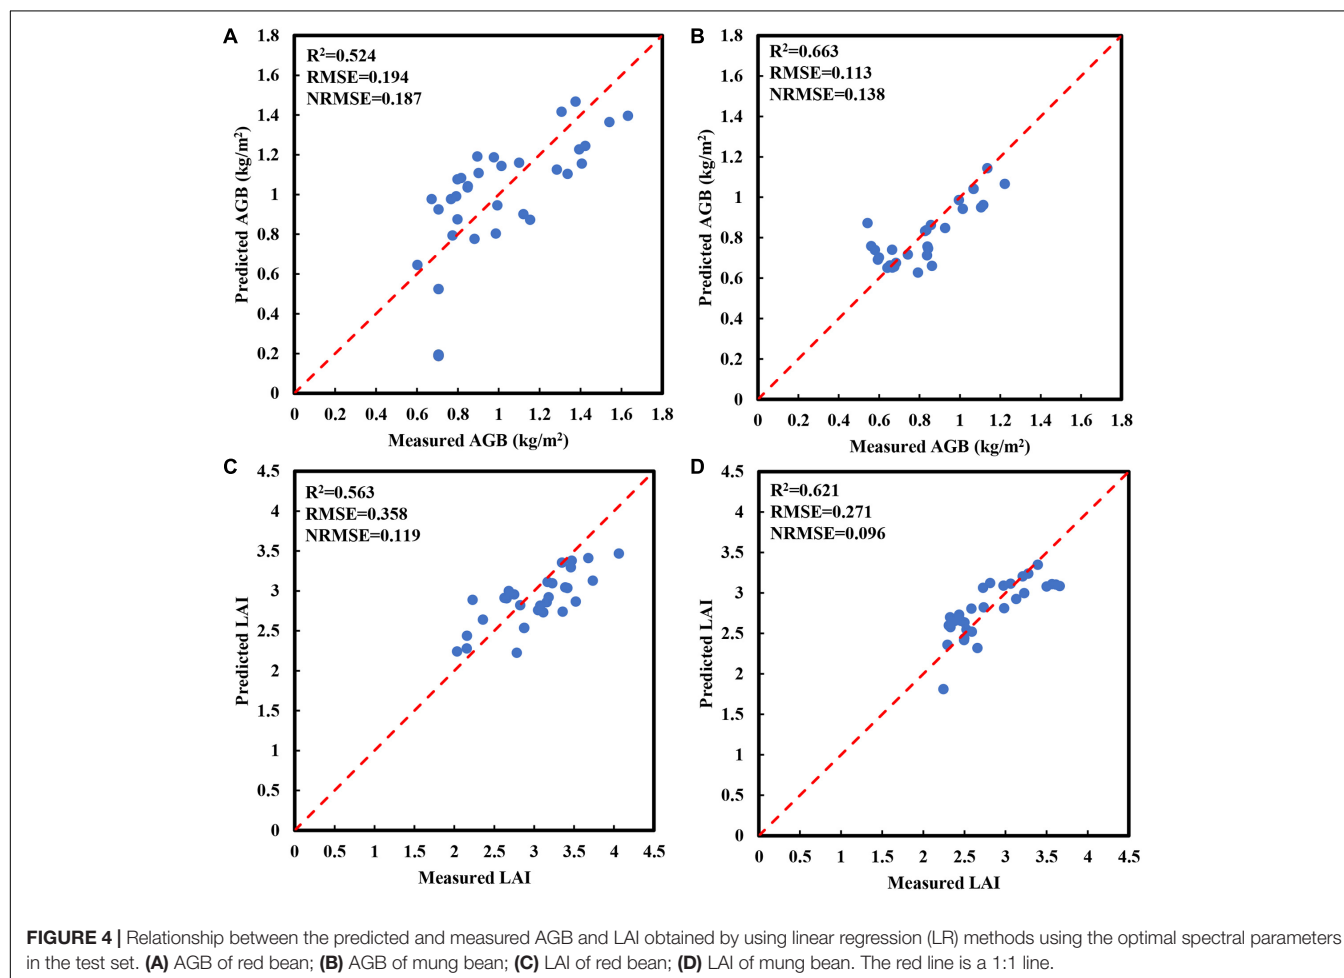 A
1.8
R²=0.524
RMSE=0.194
NRMSE=0.187
1.6
1.4
1.2
1
0.8
0.6
0.4
0.2
0
Predicted AGB (kg/m²)
0 0.2 0.4 0.6 0.8 1 1.2 1.4 1.6 1.8
Measured AGB (kg/m²)
B
1.8
R²=0.663
RMSE=0.113
NRMSE=0.138
1.6
1.4
1.2
1
0.8
0.6
0.4
0.2
0
Predicted AGB (kg/m²)
0 0.2 0.4 0.6 0.8 1 1.2 1.4 1.6 1.8
Measured AGB (kg/m²)
C
4.5
R²=0.563
RMSE=0.358
NRMSE=0.119
4
3.5
3
2.5
2
1.5
1
0.5
0
Predicted LAI
0 0.5 1 1.5 2 2.5 3 3.5 4 4.5
Measured LAI
D
4.5
R²=0.621
RMSE=0.271
NRMSE=0.096
4
3.5
3
2.5
2
1.5
1
0.5
0
Predicted LAI
0 0.5 1 1.5 2 2.5 3 3.5 4 4.5
Measured LAI
FIGURE 4 | Relationship between the predicted and measured AGB and LAI obtained by using linear regression (LR) methods using the optimal spectral parameters
in the test set. (A) AGB of red bean; (B) AGB of mung bean; (C) LAI of red bean; (D) LAI of mung bean. The red line is a 1:1 line.